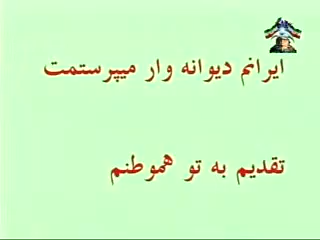 ایرانم دیوانه وار میپرستمت
تقدیم به تو هموطنم